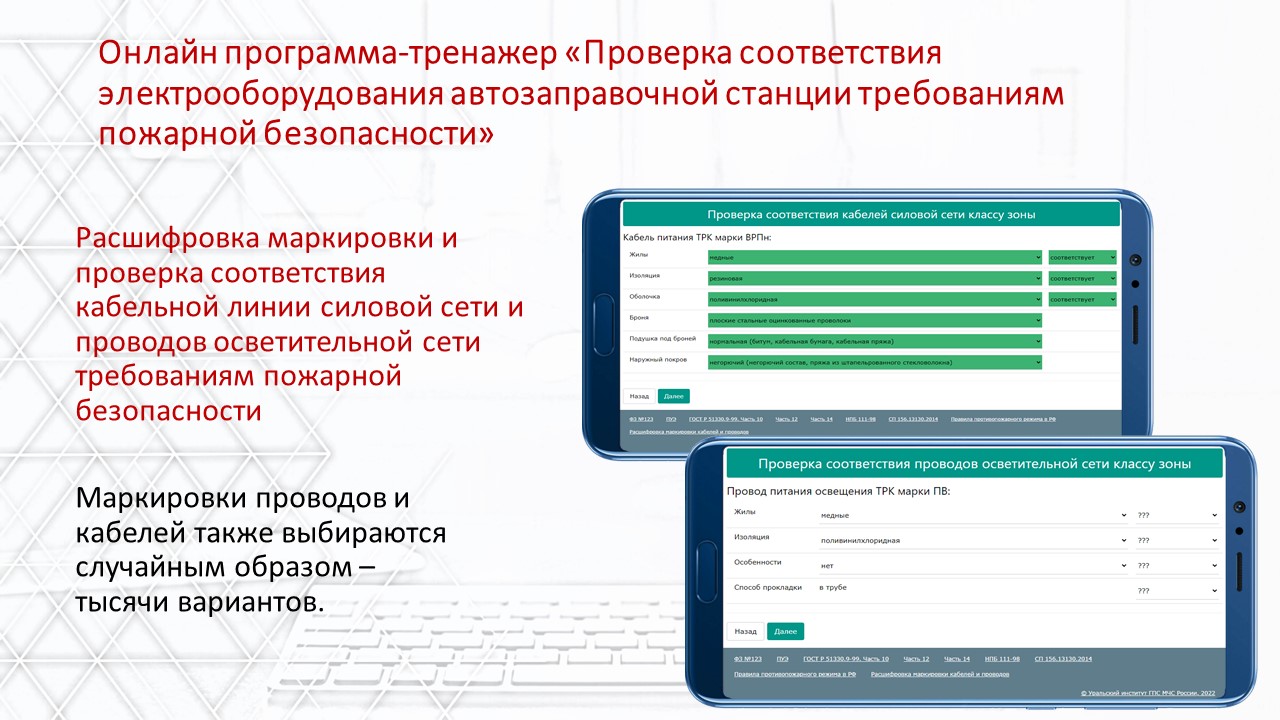 Онлайн программа-тренажер «Проверка соответствия
электрооборудования автозаправочной станции требованиям
пожарной безопасности»
Расшифровка маркировки и
проверка соответствия
кабельной линии силовой сети и
проводов осветительной сети
требованиям пожарной
безопасности
Маркировки проводов и
кабелей также выбираются
случайным образом –
тысячи вариантов.
Проверка соответствия кабелей силовой сети классу зоны
Кабель питания ТРК марки ВРПн:
Жилы медные соответствует
Изоляция резиновая соответствует
Оболочка поливинилхлоридная соответствует
Броня плоские стальные оцинкованные проволоки
Подушка под броней нормальная (битум, кабельная бумага, кабельная пряжа)
Наружный покров негорючий (негорючий состав, пряжа из штапелированного стекловолокна)
Назад Далее
ФЗ №123 ПУЭ ГОСТ Р 51330.9-99. Часть 10 Часть 12 Часть 14 НПБ 111-98 СП 156.13130.2014 Правила противопожарного режима в РФ
Расшифровка маркировки кабелей и проводов
Проверка соответствия проводов осветительной сети классу зоны
Провод питания освещения ТРК марки ПВ:
Жилы медные ???
Изоляция поливинилхлоридная ???
Особенности нет ???
Способ прокладки в трубе ???
Назад Далее
ФЗ №123 ПУЭ ГОСТ Р 51330.9-99. Часть 10 Часть 12 Часть 14 НПБ 111-98 СП 156.13130.2014
Правила противопожарного режима в РФ Расшифровка маркировки кабелей и проводов
© Уральский институт ГПС МЧС России, 2022